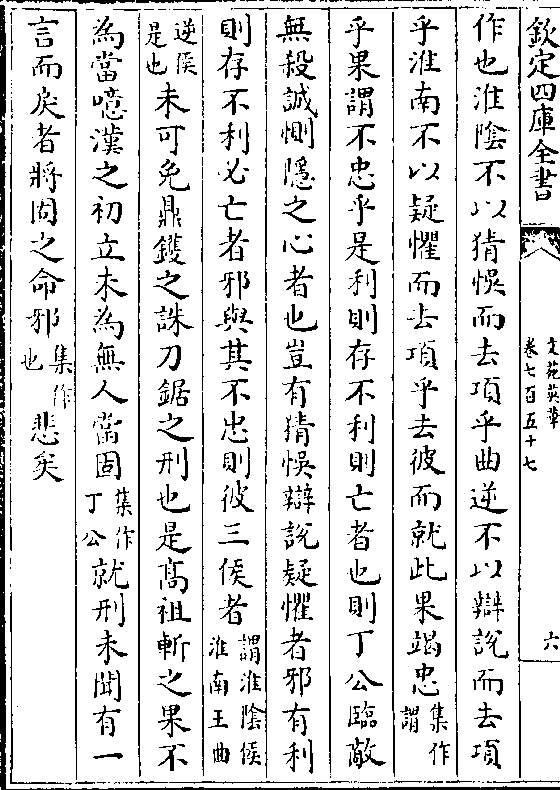 欽定四庫全書
文苑英華
卷七百五十七
六
作也淮陰不以猜悞而去項乎曲逆不以辯說而去項
乎淮南不以疑懼而去項乎去彼而就此果竭忠集作謂
乎果謂不忠乎是利則存不利則亡者也則丁公臨敵
無殺誠惻隱之心者也豈有猜悞辯說疑懼者邪有利
則存不利必亡者邪與其不忠則彼三侯者謂淮隂侯淮南王曲
逆侯是也未可免鼎鑊之誅刀鋸之刑也是髙祖斬之果不
為當噫漢之初立未為無人當固集作丁公就刑未聞有一
言而戾者將固之命邪集作也悲矣